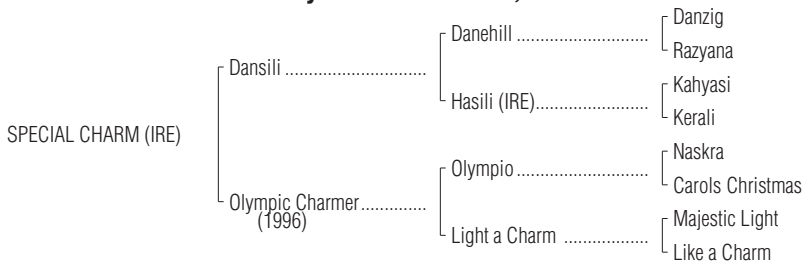 Danzig
Danehill ............................
Razyana
Dansili ..............................
Kahyasi
Hasili (IRE)........................
Kerali
SPECIAL CHARM (IRE)
Naskra
Olympio ............................
Carols Christmas
Olympic Charmer..............
(1996)
Majestic Light
Light a Charm ..................
Like a Charm